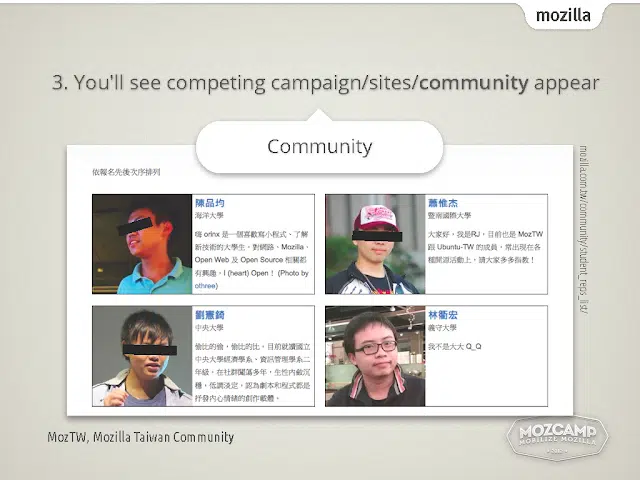 mozilla
3. You'll see competing campaign/sites/community appear
Community
依報名先後次序排列
陳品均
海洋大學
嗨 orinx 是一個喜歡寫小程式、了解
新技術的大學生，對網路、Mozilla、
Open Web 及 Open Source 相關都
有興趣，I (heart) Open！ (Photo by
othree)
蕭惟杰
暨南國際大學
大家好，我是RJ，目前也是 MozTW
跟 Ubuntu-TW 的成員，常出現在各
種開源活動上，請大家多多指教！
劉憲錡
中央大學
偷比的偷，偷比的比。目前就讀國立
中央大學經濟學系、資訊管理學系二
年級，在社群闖蕩多年，生性內斂沉
穩，低調淡定，認為劇本和程式都是
抒發內心情緒的創作載體。
林衢宏
義守大學
我不是大大 Q_Q
mozilla.com.tw/community/student_reps_list/
MozTW, Mozilla Taiwan Community
MOZCAMP
MOBILIZE MOZILLA